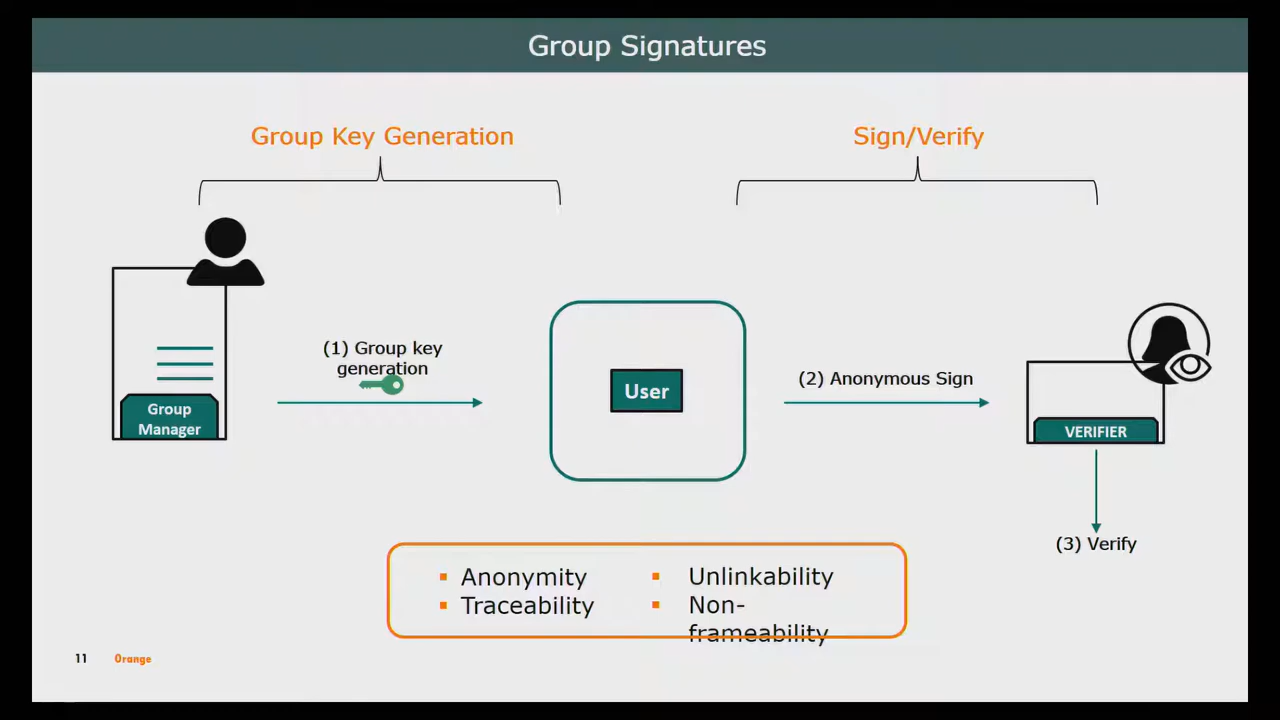 Group Signatures
Group Key Generation
Sign/Verify
(1) Group key
generation
Group
Manager
User
(2) Anonymous Sign
VERIFIER
(3) Verify
▪ Anonymity
▪ Traceability
▪ Unlinkability
▪ Non-
frameability
11
Orange